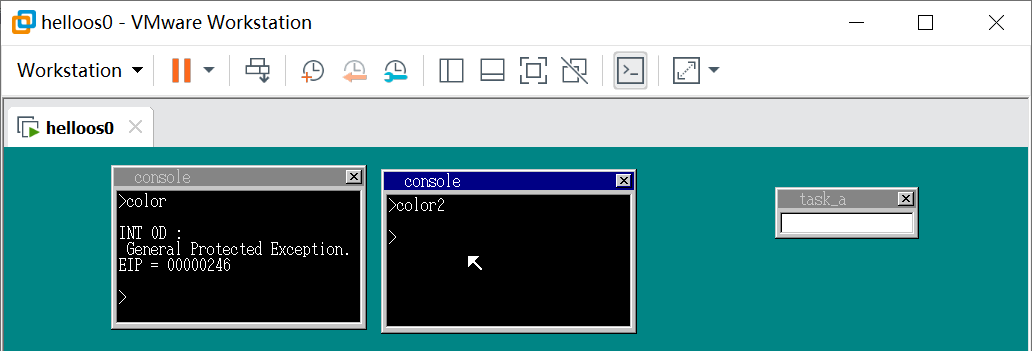 helloos0 - VMware Workstation
Workstation
helloos0
console
>color
INT 0D :
General Protected Exception.
EIP = 00000246
>
console
>color2
>
task_a